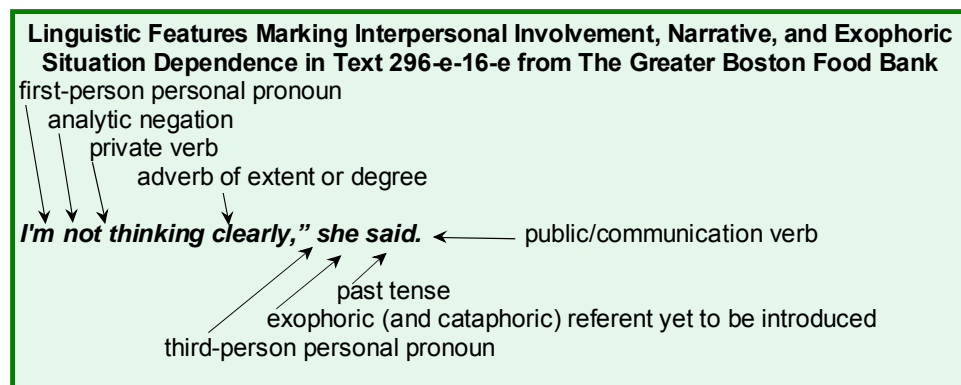 Linguistic Features Marking Interpersonal Involvement, Narrative, and Exophoric
Situation Dependence in Text 296-e-16-e from The Greater Boston Food Bank
first-person personal pronoun
analytic negation
private verb
adverb of extent or degree
I'm not thinking clearly,” she said. public/communication verb
past tense
exophoric (and cataphoric) referent yet to be introduced
third-person personal pronoun